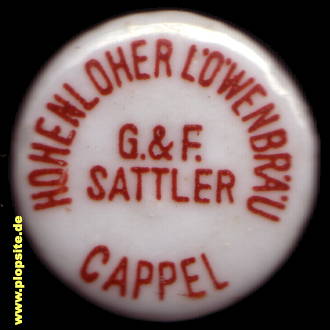 HOHENLOHER LÖWENBRÄU
G.&F.
SATTLER
CAPPEL
www.plopsite.de